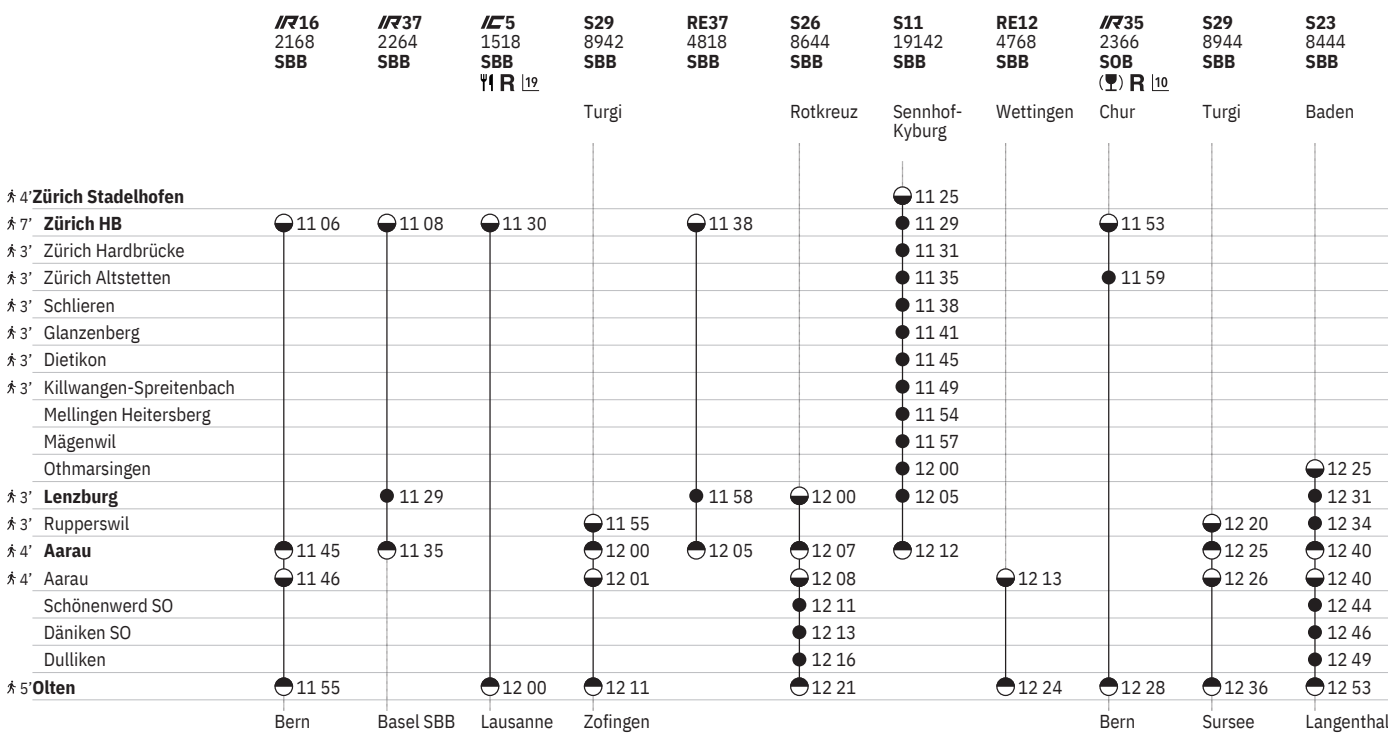 IR16 IR37 IC5 S29 RE37 S26 S11 RE12 IR35 S29 S23
2168 2264 1518 8942 4818 8644 19142 4768 2366 8944 8444
SBB SBB SBB SBB SBB SBB SBB SBB SOB SBB SBB
R 19 R 10
Turgi Rotkreuz Sennhof- Wettingen Chur Turgi Baden
Kyburg
4’ Zürich Stadelhofen 11 25
7’ Zürich HB 11 06 11 08 11 30 11 38 11 29 11 53
3’ Zürich Hardbrücke 11 31
3’ Zürich Altstetten 11 35 11 59
3’ Schlieren 11 38
3’ Glanzenberg 11 41
3’ Dietikon 11 45
3’ Killwangen-Spreitenbach 11 49
Mellingen Heitersberg 11 54
Mägenwil 11 57
Othmarsingen 12 00 12 25
3’ Lenzburg 11 29 11 58 12 00 12 05 12 31
3’ Rupperswil 11 55 12 20 12 34
4’ Aarau 11 45 11 35 12 00 12 05 12 07 12 12 12 25 12 40
4’ Aarau 11 46 12 01 12 08 12 13 12 26 12 40
Schönenwerd SO 12 11 12 44
Däniken SO 12 13 12 46
Dulliken 12 16 12 49
5’ Olten 11 55 12 00 12 11 12 21 12 24 12 28 12 36 12 53
Bern Basel SBB Lausanne Zofingen Bern Sursee Langenthal